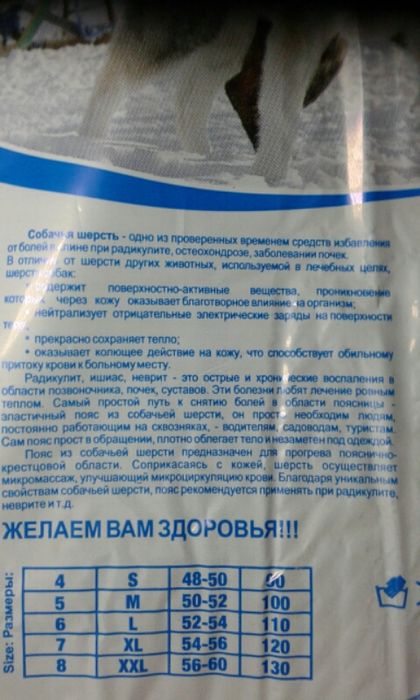 Собачья шерсть - одно из проверенных временем средств избавления
от болей в спине при радикулите, остеохондрозе, заболевании почек.
В отличие от шерсти других животных, используемой в лечебных целях,
шерсть собак:
содержит поверхностно-активные вещества, проникновение
которых через кожу оказывает благотворное влияние на организм;
нейтрализует отрицательные электрические заряды на поверхности
тела;
• прекрасно сохраняет тепло;
• оказывает колющее действие на кожу, что способствует обильному
притоку крови к больному месту.
Радикулит, ишиас, неврит - это острые и хронические воспаления в
области позвоночника, почек, суставов. Эти болезни любят лечение ровным
теплом. Самый простой путь к снятию болей в области поясницы -
эластичный пояс из собачьей шерсти, он просто необходим людям,
постоянно работающим на сквозняках, - водителям, садоводам, туристам.
Сам пояс прост в обращении, плотно облегает тело и незаметен под одеждой.
Пояс из собачьей шерсти предназначен для прогрева пояснично-
крестцовой области. Соприкасаясь с кожей, шерсть осуществляет
микромассаж, улучшающий микроциркуляцию крови. Благодаря уникальным
свойствам собачьей шерсти, пояс рекомендуется применять при радикулите,
неврите и т.д.
ЖЕЛАЕМ ВАМ ЗДОРОВЬЯ!!!
Size: Размеры:
4 S 48-50 90
5 M 50-52 100
6 L 52-54 110
7 XL 54-56 120
8 XXL 56-60 130